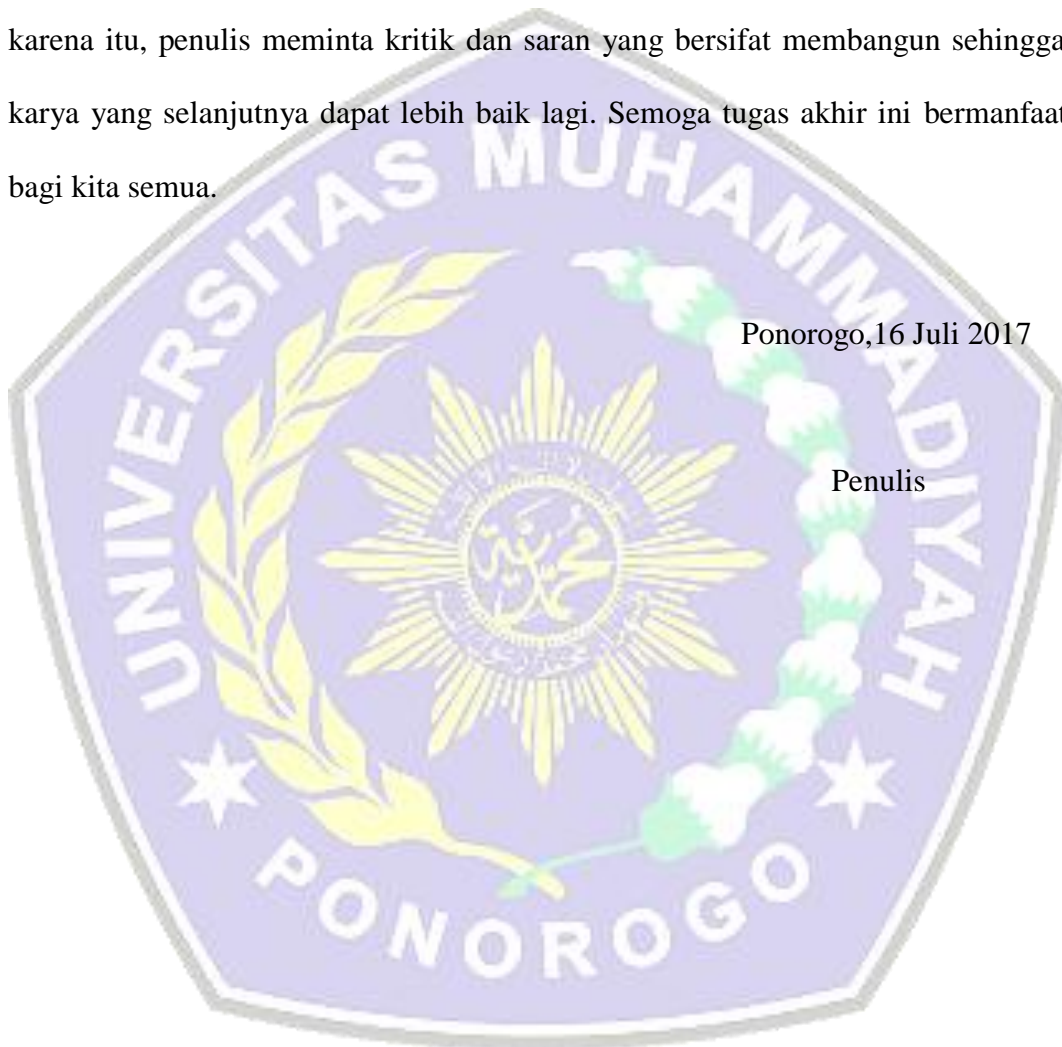 karena itu, penulis meminta kritik dan saran yang bersifat membangun sehingga
karya yang selanjutnya dapat lebih baik lagi. Semoga tugas akhir ini bermanfaat
bagi kita semua.
UNIVERSITAS MUHAMMADIYAH
Ponorogo,16 Juli 2017
Penulis
PONOROGO